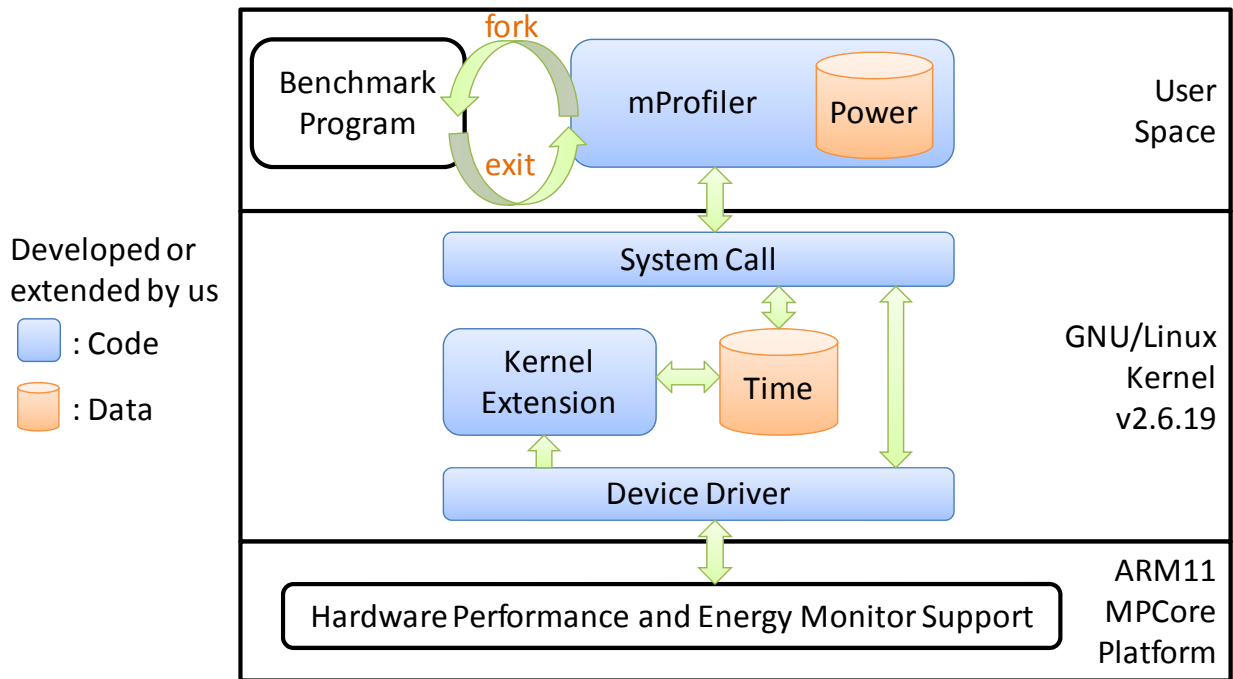 fork
Benchmark
Program
exit
mProfiler
Power
User
Space
Developed or
extended by us
: Code
: Data
System Call
Kernel
Extension
Time
Device Driver
GNU/Linux
Kernel
v2.6.19
Hardware Performance and Energy Monitor Support
ARM11
MPCore
Platform